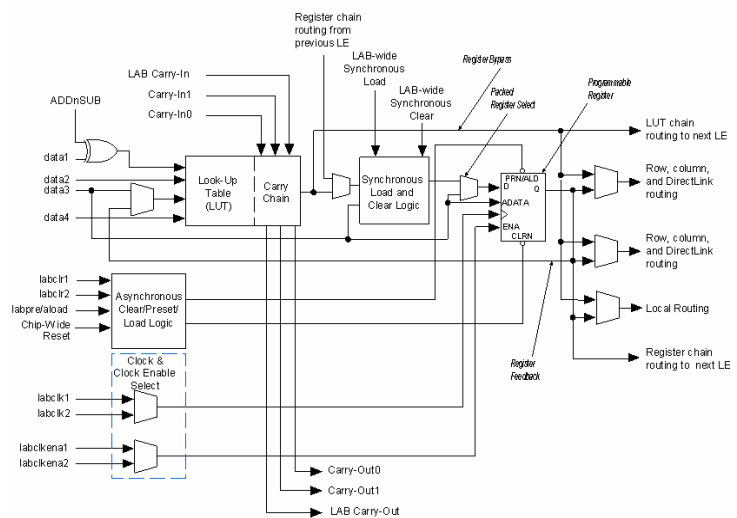 Register chain
routing from
previous LE
LAB-wide
Synchronous
Load
LAB-wide
Synchronous
Clear
Register Bypass
Packed
Register Select
Programmable
Register
LAB Carry-In
Carry-In1
Carry-In0
ADDnSUB
data1
data2
data3
data4
Look-Up
Table
(LUT)
Carry
Chain
Synchronous
Load and
Clear Logic
PRN/ALD
D
Q
ADATA
ENA
CLRN
LUT chain
routing to next LE
Row, column,
and DirectLink
routing
Row, column,
and DirectLink
routing
Local Routing
Register chain
routing to next LE
Register
Feedback
labclr1
labclr2
labpre/aload
Chip-Wide
Reset
Asynchronous
Clear/Preset/
Load Logic
Clock &
Clock Enable
Select
labclk1
labclk2
labclkena1
labclkena2
Carry-Out0
Carry-Out1
LAB Carry-Out